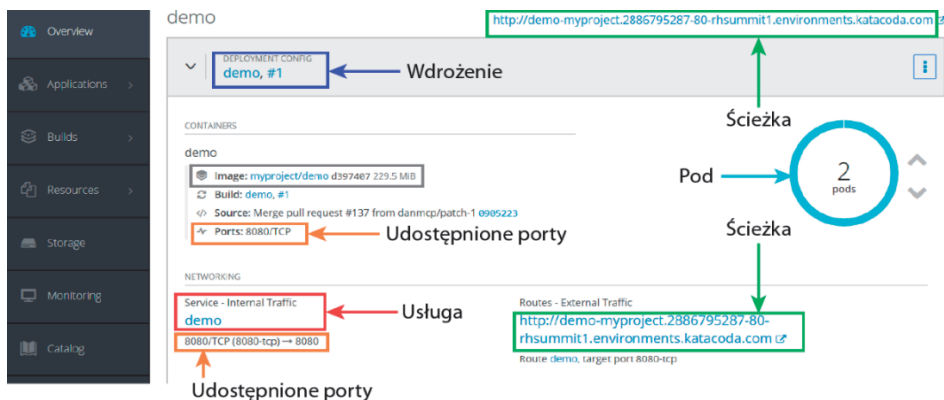 demo
http://demo-myproject.2886795287-80-rhsummit1.environments.katacoda.com
Overview
Applications
Builds
Resources
Storage
Monitoring
Catalog
DEPLOYMENT CONFIG
demo, #1
Wdrożenie
Ścieżka
CONTAINERS
demo
Image: myproject/demo d397407 229.5 MiB
Build: demo, #1
Source: Merge pull request #137 from danmcp/patch-1 0905223
Ports: 8080/TCP
Udostępnione porty
Pod
2
pods
Ścieżka
NETWORKING
Service - Internal Traffic
demo
8080/TCP (8080-tcp) → 8080
Usługa
Udostępnione porty
Routes - External Traffic
http://demo-myproject.2886795287-80-
rhsummit1.environments.katacoda.com
Route demo, target port 8080-tcp